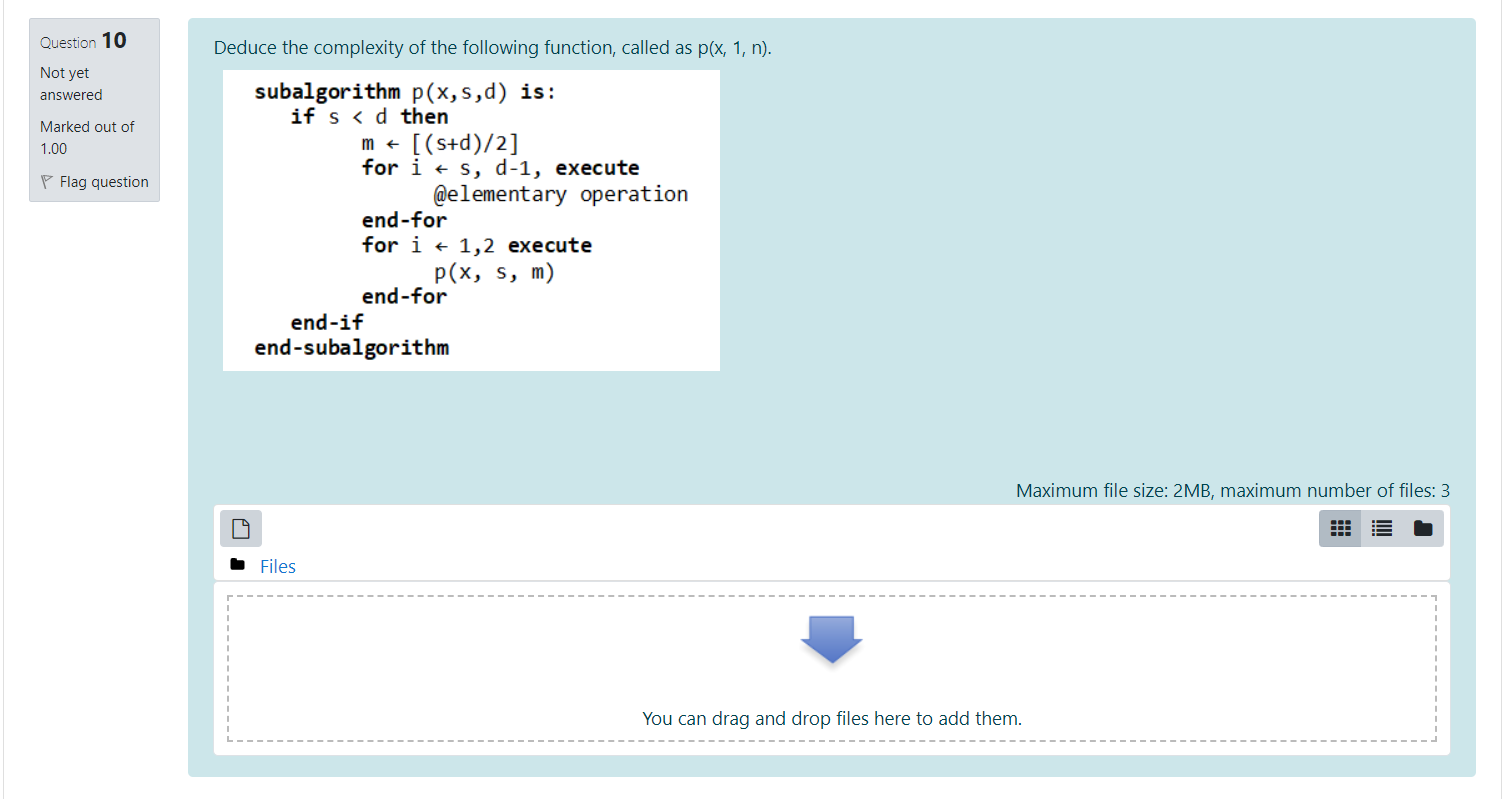 Question 10
Not yet
answered
Marked out of
1.00
Flag question
Deduce the complexity of the following function, called as p(x, 1, n).
subalgorithm p(x,s,d) is:
if s < d then
m ← [(s+d)/2]
for i ← s, d-1, execute
@elementary operation
end-for
for i ← 1,2 execute
p(x, s, m)
end-for
end-if
end-subalgorithm
Maximum file size: 2MB, maximum number of files: 3
Files
You can drag and drop files here to add them.